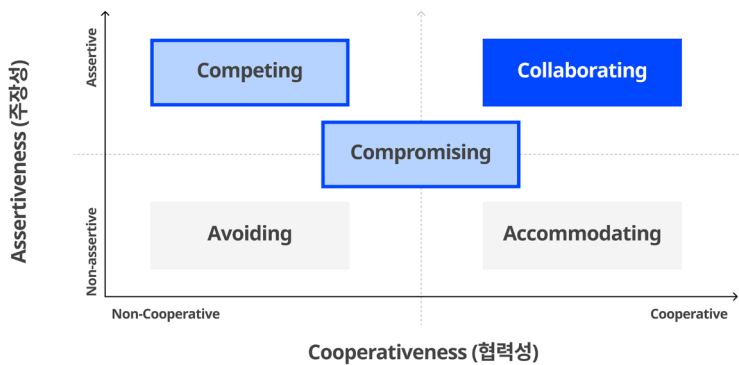 Assertiveness (주장성)
Assertive
Non-assertive
Competing
Collaborating
Compromising
Avoiding
Accommodating
Non-Cooperative
Cooperative
Cooperativeness (협력성)